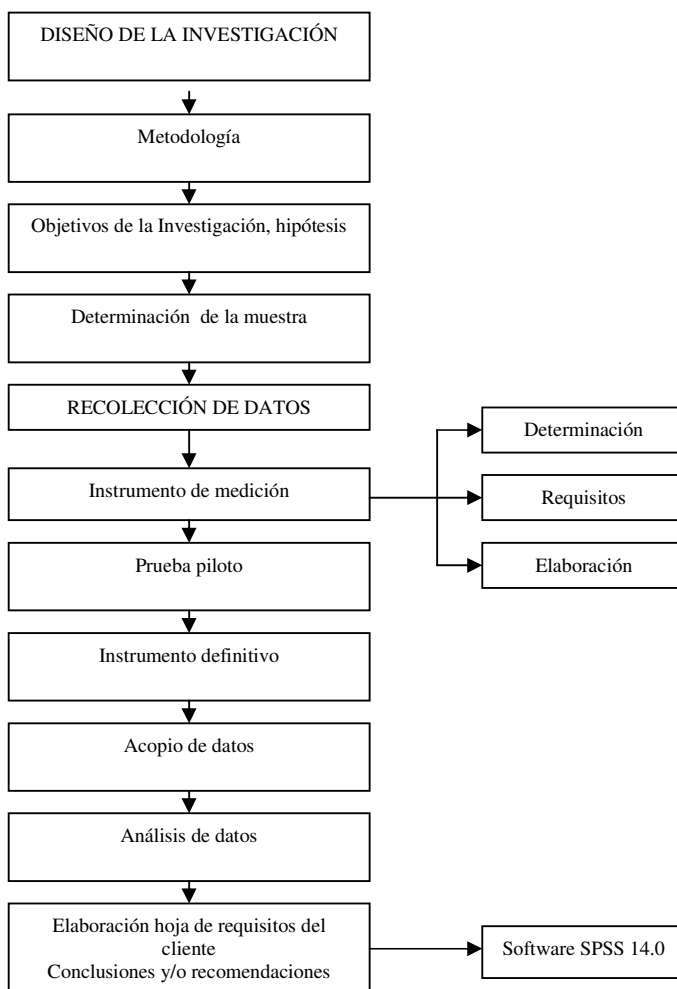 DISEÑO DE LA INVESTIGACIÓN
Metodología
Objetivos de la Investigación, hipótesis
Determinación de la muestra
RECOLECCIÓN DE DATOS
Instrumento de medición
Determinación
Requisitos
Elaboración
Prueba piloto
Instrumento definitivo
Acopio de datos
Análisis de datos
Elaboración hoja de requisitos del
cliente
Conclusiones y/o recomendaciones
Software SPSS 14.0